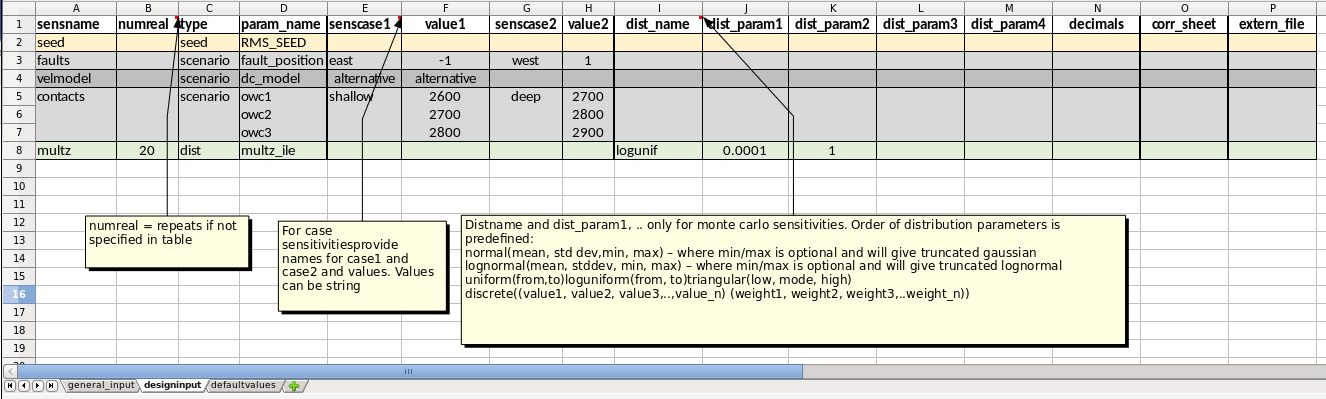 A B C D E F G H I J K L M N O P
1 sensname numreal type param_name senscase1 value1 senscase2 value2 dist_name dist_param1 dist_param2 dist_param3 dist_param4 decimals corr_sheet extern_file
2 seed seed RMS_SEED
3 faults scenario fault_position east -1 west 1
4 velmodel scenario dc_model alternative alternative
5 contacts scenario owc1 shallow 2600 deep 2700
6 owc2 2700 2800
7 owc3 2800 2900
8 multz 20 dist multz_ile logunif 0.0001 1
9
10
11
12
13
14
15
16
17
18
19
numreal = repeats if not
specified in table
For case
sensitivitiesprovide
names for case1 and
case2 and values. Values
can be string
Distname and dist_param1, .. only for monte carlo sensitivities. Order of distribution parameters is
predefined:
normal(mean, std dev,min, max) – where min/max is optional and will give truncated gaussian
lognormal(mean, stddev, min, max) – where min/max is optional and will give truncated lognormal
uniform(from,to)loguniform(from, to)triangular(low, mode, high)
discrete((value1, value2, value3,..,value_n) (weight1, weight2, weight3,..weight_n))
general_input designinput defaultvalues